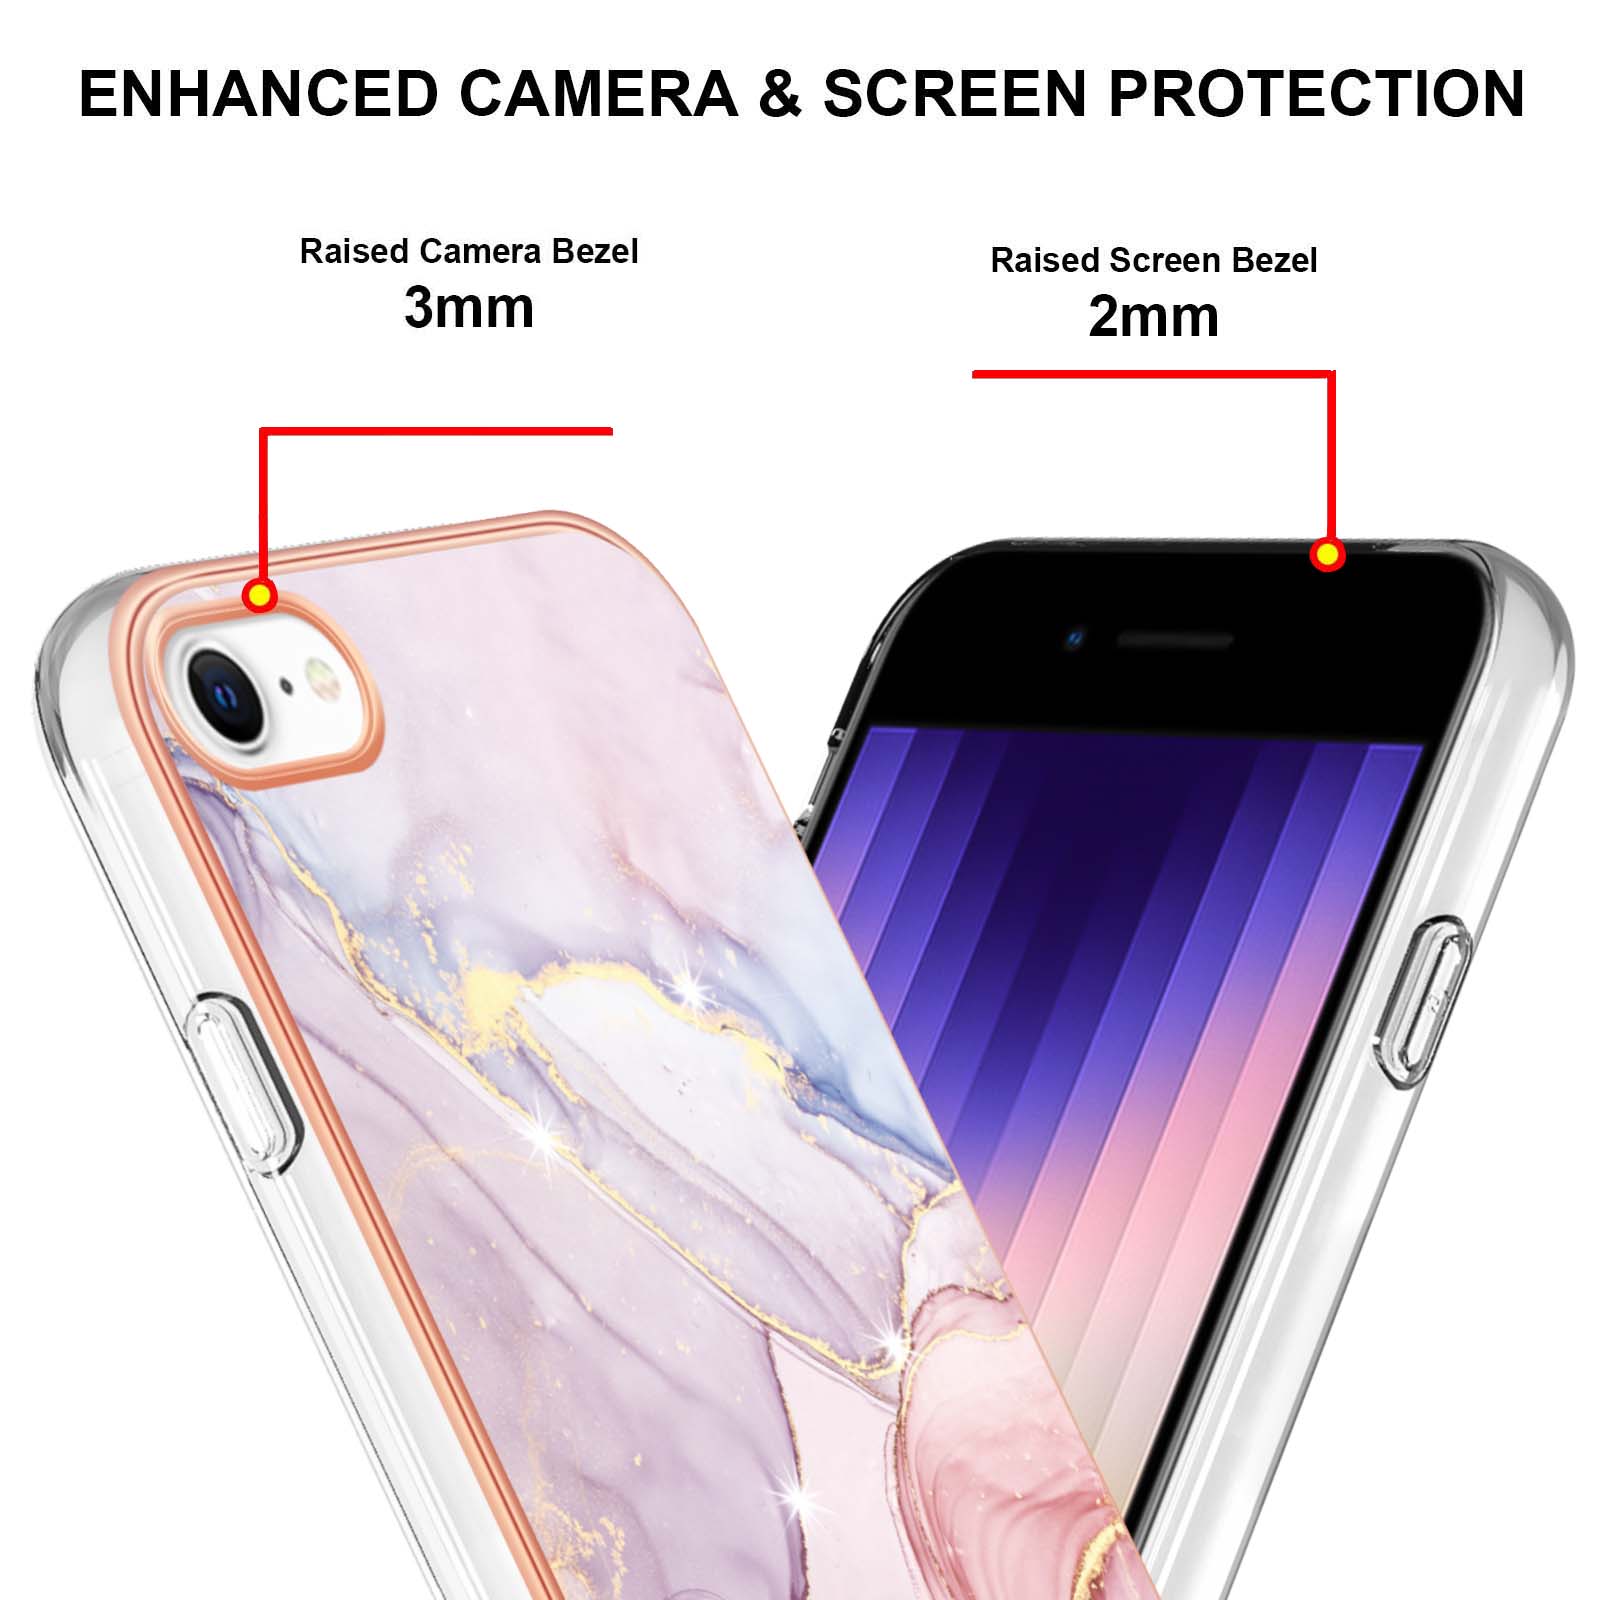 ENHANCED CAMERA & SCREEN PROTECTION
Raised Camera Bezel
3mm
Raised Screen Bezel
2mm